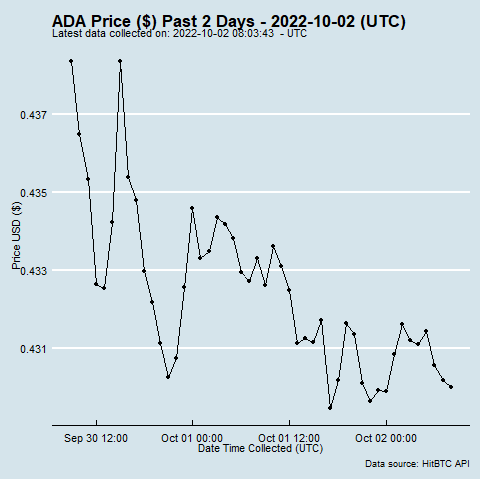 ADA Price ($) Past 2 Days - 2022-10-02 (UTC)
Latest data collected on: 2022-10-02 08:03:43  - UTC
0.437
0.435
0.433
0.431
Price USD ($)
Sep 30 12:00
Oct 01 00:00
Oct 01 12:00
Oct 02 00:00
Date Time Collected (UTC)
Data source: HitBTC API